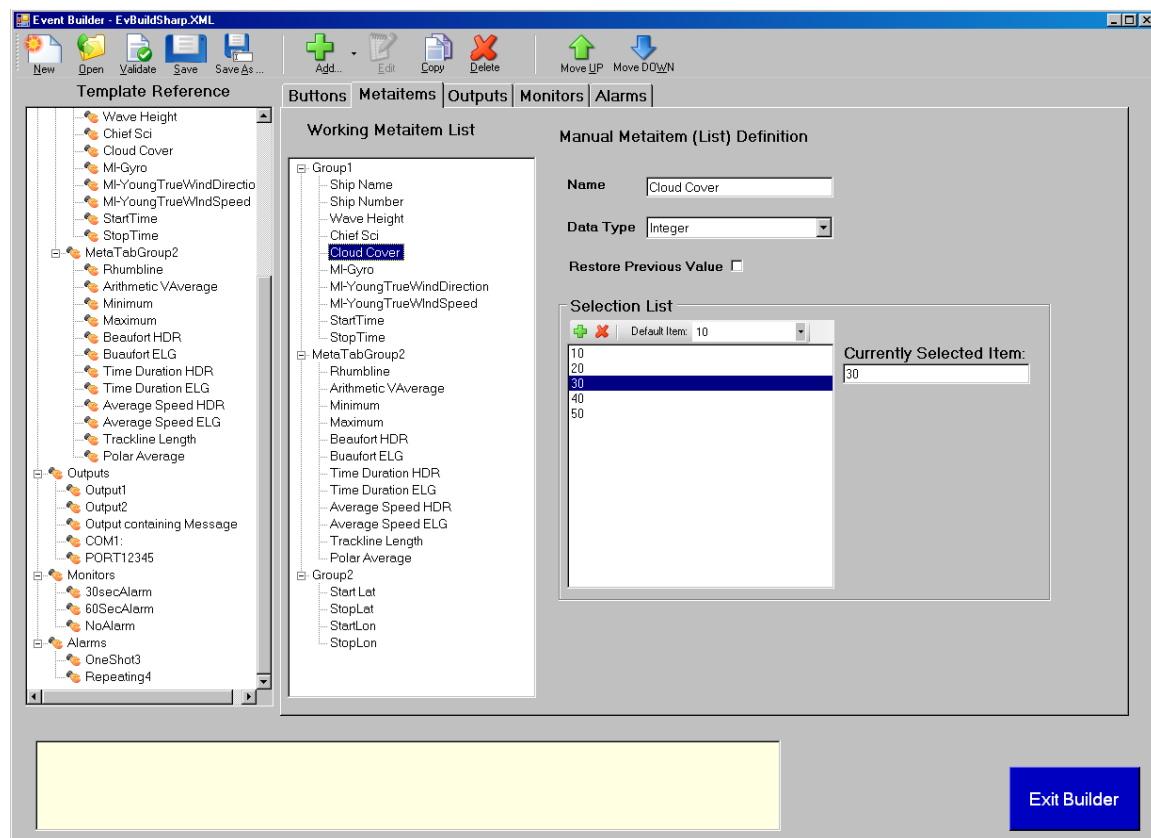 Event Builder - EvBuildSharp.XML
New Open Validate Save Save As ... Add... Edit Copy Delete Move UP Move DOWN
Template Reference
Wave Height
Chief Sci
Cloud Cover
MI-Gyro
MI-YoungTrueWindDirectio
MI-YoungTrueWIndSpeed
StartTime
StopTime
MetaTabGroup2
Rhumbline
Arithmetic VAverage
Minimum
Maximum
Beaufort HDR
Buaufort ELG
Time Duration HDR
Time Duration ELG
Average Speed HDR
Average Speed ELG
Trackline Length
Polar Average
Outputs
Output1
Output2
Output containing Message
COM1:
PORT12345
Monitors
30secAlarm
60SecAlarm
NoAlarm
Alarms
OneShot3
Repeating4
Buttons Metaitems Outputs Monitors Alarms
Working Metaitem List
Group1
Ship Name
Ship Number
Wave Height
Chief Sci
Cloud Cover
MI-Gyro
MI-YoungTrueWindDirection
MI-YoungTrueWIndSpeed
StartTime
StopTime
MetaTabGroup2
Rhumbline
Arithmetic VAverage
Minimum
Maximum
Beaufort HDR
Buaufort ELG
Time Duration HDR
Time Duration ELG
Average Speed HDR
Average Speed ELG
Trackline Length
Polar Average
Group2
Start Lat
StopLat
StartLon
StopLon
Manual Metaitem (List) Definition
Name Cloud Cover
Data Type Integer
Restore Previous Value
Selection List
Default Item: 10
10
20
30
40
50
Currently Selected Item:
30
Exit Builder